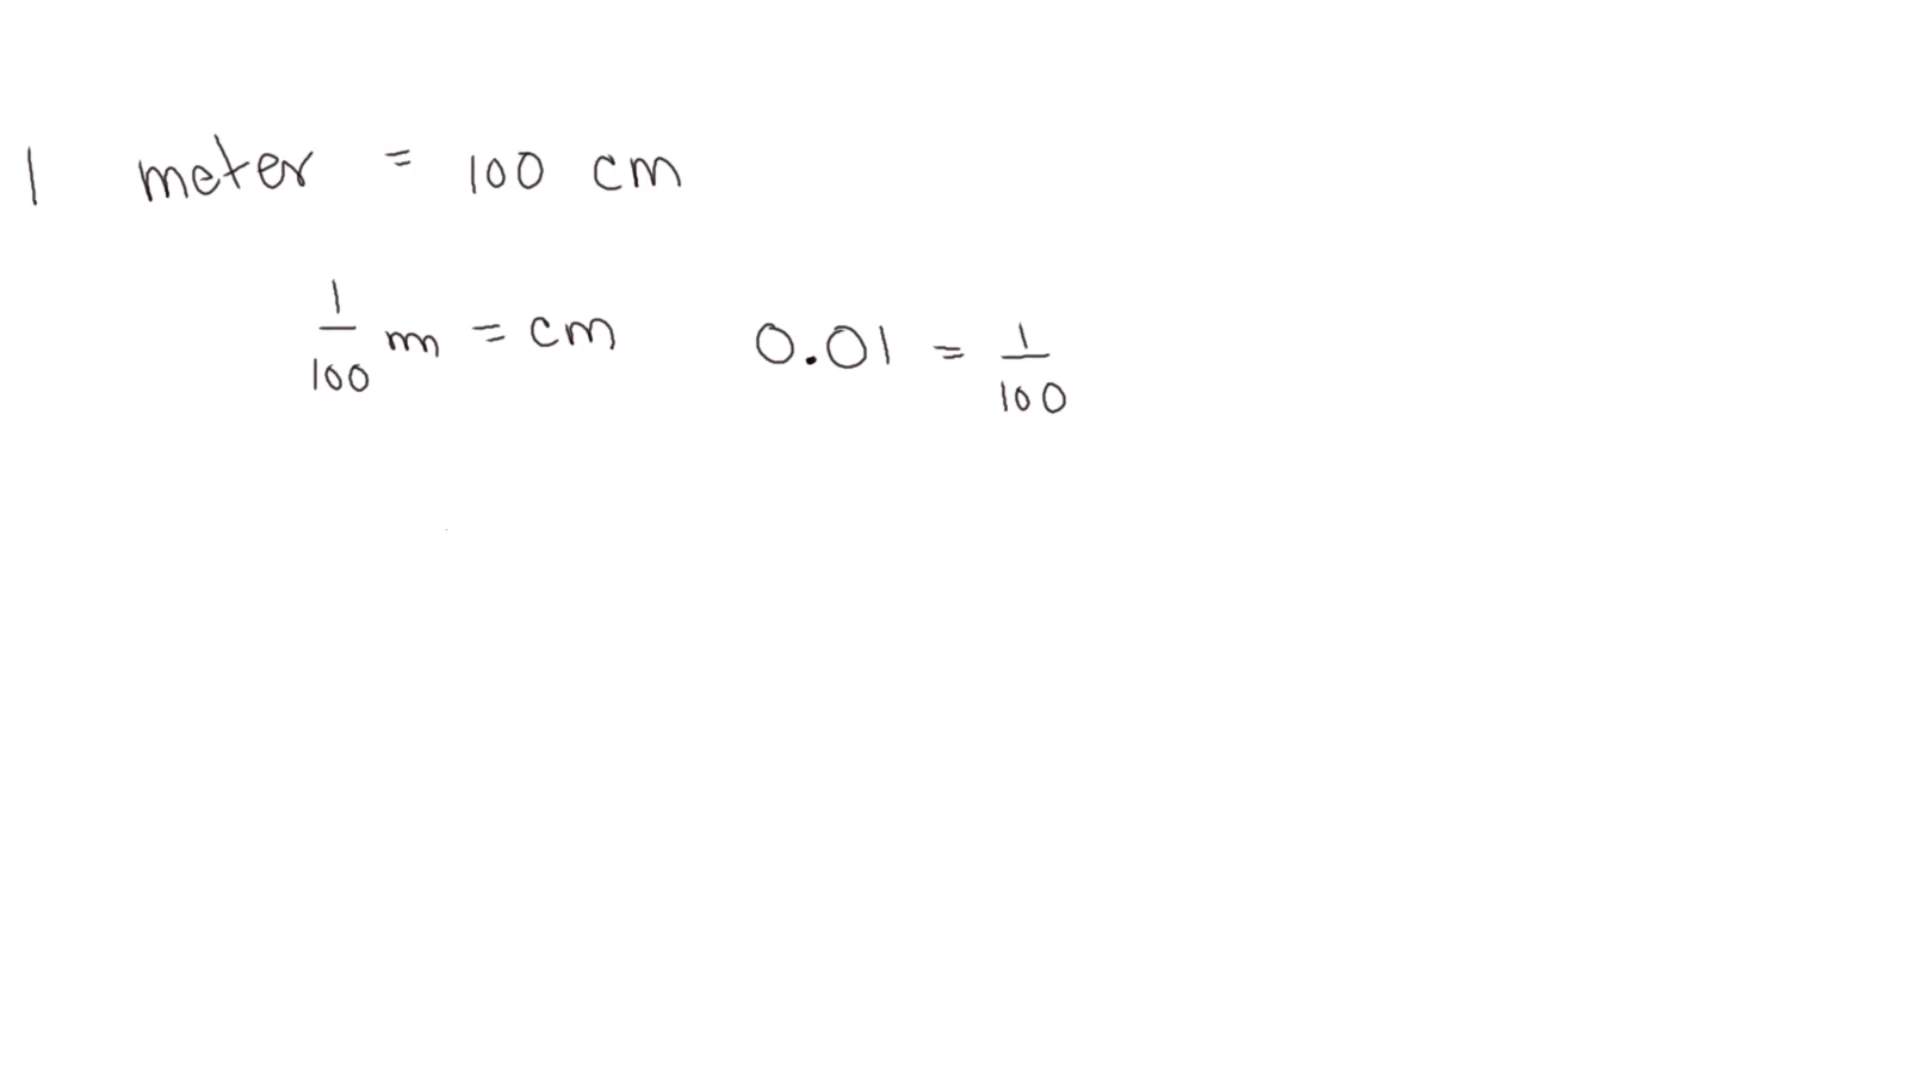 1 meter = 100 cm
1/100 m = cm 0.01 = 1/100